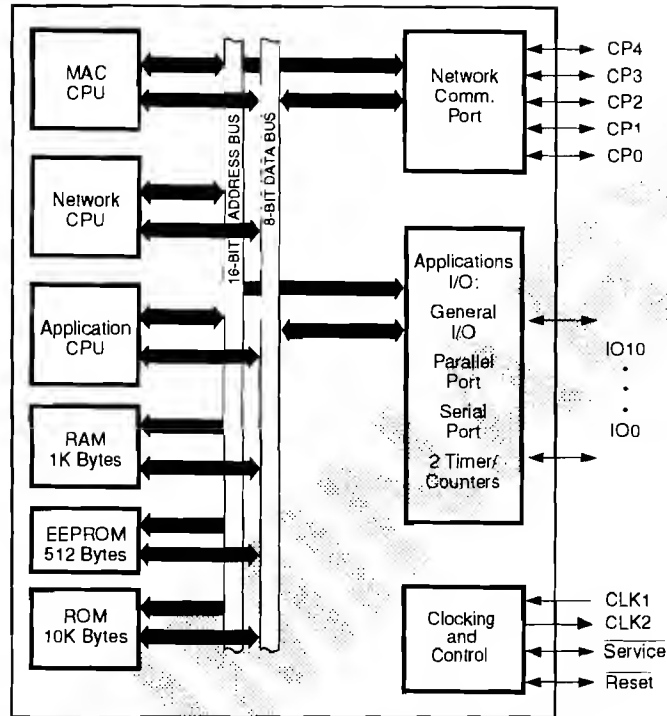 MAC
CPU
Network
CPU
Application
CPU
RAM
1K Bytes
EEPROM
512 Bytes
ROM
10K Bytes
16-BIT ADDRESS BUS
8-BIT DATA BUS
Network
Comm.
Port
CP4
CP3
CP2
CP1
CP0
Applications
I/O:
General
I/O
Parallel
Port
Serial
Port
2 Timer/
Counters
IO10
IO0
Clocking
and
Control
CLK1
CLK2
Service
Reset